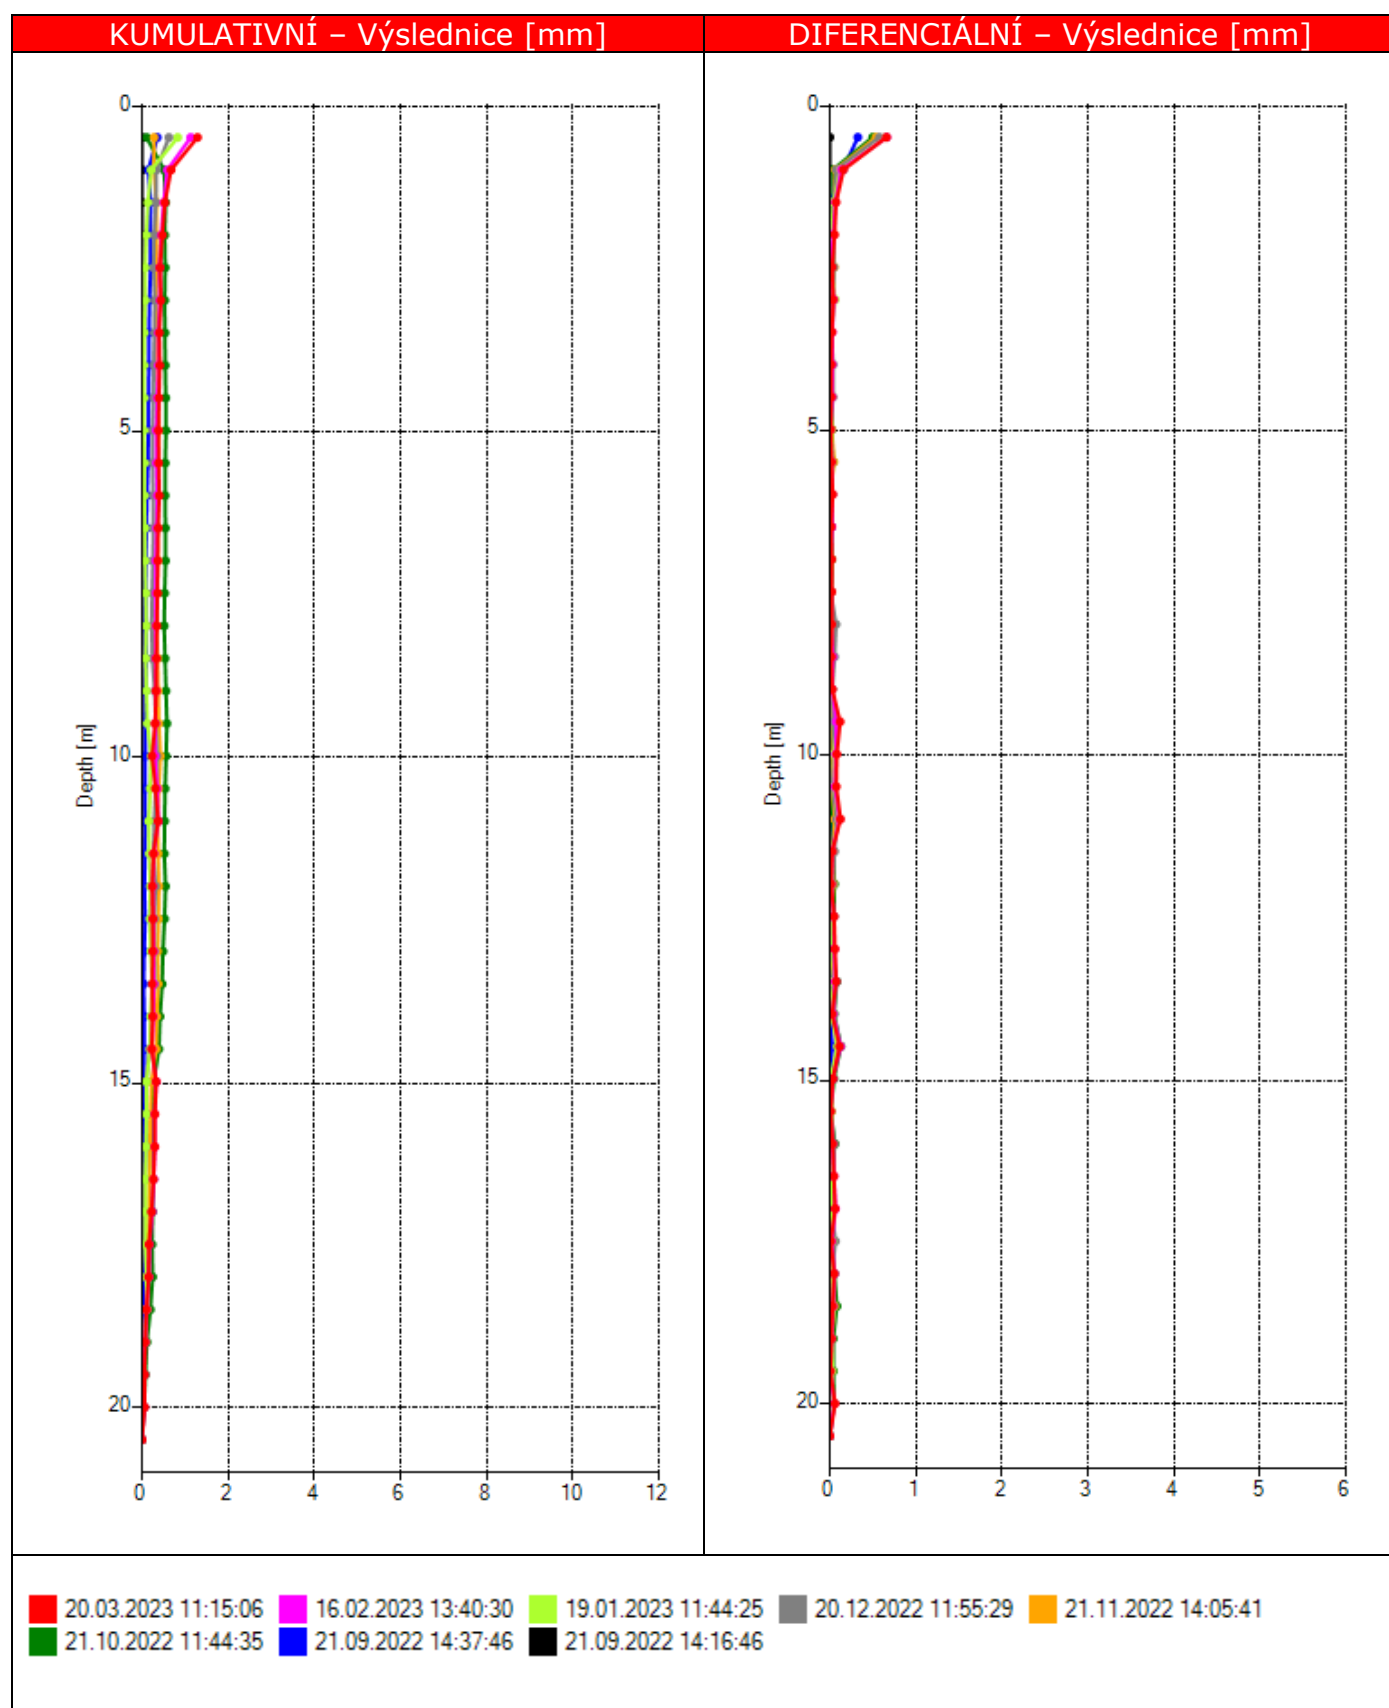 KUMULATIVNÍ – Výslednice [mm]
DIFERENCIÁLNÍ – Výslednice [mm]
0
5
10
15
20
Depth [m]
0 2 4 6 8 10 12
0
5
10
15
20
Depth [m]
0 1 2 3 4 5 6
20.03.2023 11:15:06 16.02.2023 13:40:30 19.01.2023 11:44:25 20.12.2022 11:55:29 21.11.2022 14:05:41
21.10.2022 11:44:35 21.09.2022 14:37:46 21.09.2022 14:16:46